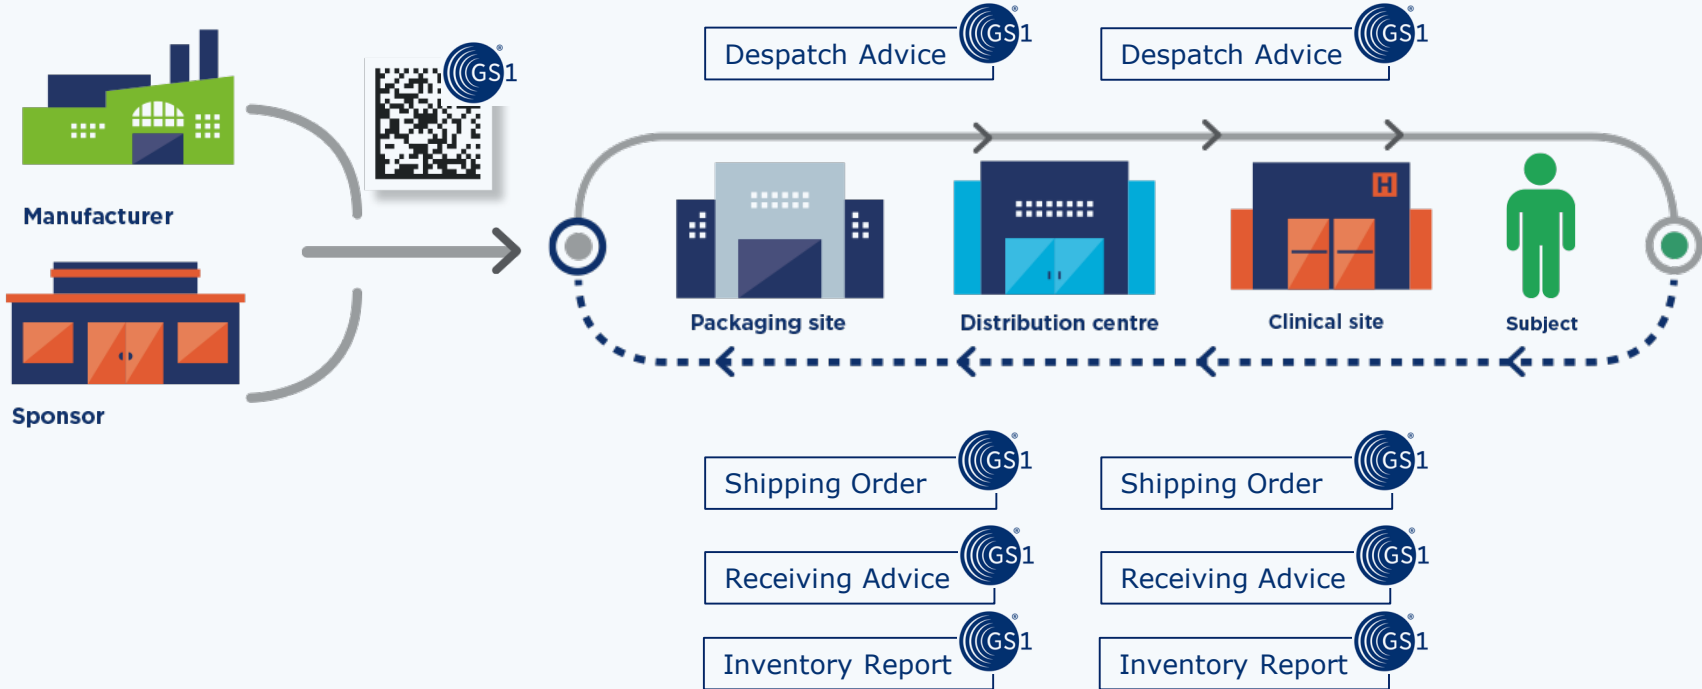 Despatch Advice GS1
Despatch Advice GS1
GS1
Manufacturer
Sponsor
Packaging site
Distribution centre
H
Clinical site
Subject
Shipping Order GS1
Shipping Order GS1
Receiving Advice GS1
Receiving Advice GS1
Inventory Report GS1
Inventory Report GS1